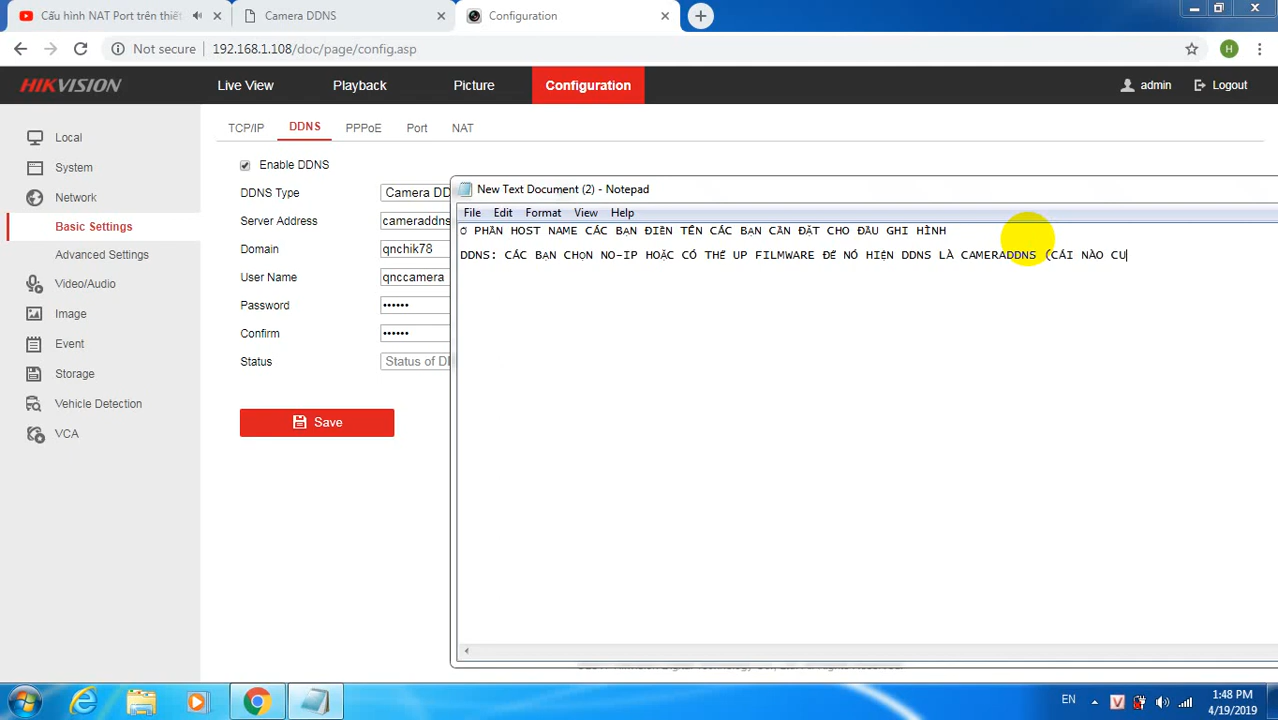 Cấu hình NAT Port trên thiết
Camera DDNS
Configuration
Not secure
192.168.1.108/doc/page/config.asp
H
HIKVISION
Live View
Playback
Picture
Configuration
admin
Logout
Local
System
Network
Basic Settings
Advanced Settings
Video/Audio
Image
Event
Storage
Vehicle Detection
VCA
TCP/IP
DDNS
PPPoE
Port
NAT
Enable DDNS
DDNS Type
Camera DD
Server Address
cameraddns
Domain
qnchik78
User Name
qnccamera
Password
••••••
Confirm
••••••
Status
Status of D
Save
New Text Document (2) - Notepad
File
Edit
Format
View
Help
Ở PHẦN HOST NAME CÁC BẠN ĐIỀN TÊN CÁC BẠN CẦN ĐẶT CHO ĐẦU GHI HÌNH
DDNS: CÁC BẠN CHỌN NO-IP HOẶC CÓ THỂ UP FILMWARE ĐỂ NÓ HIỆN DDNS LÀ CAMERADDNS (CÁI NÀO CU
EN
V
1:48 PM
4/19/2019